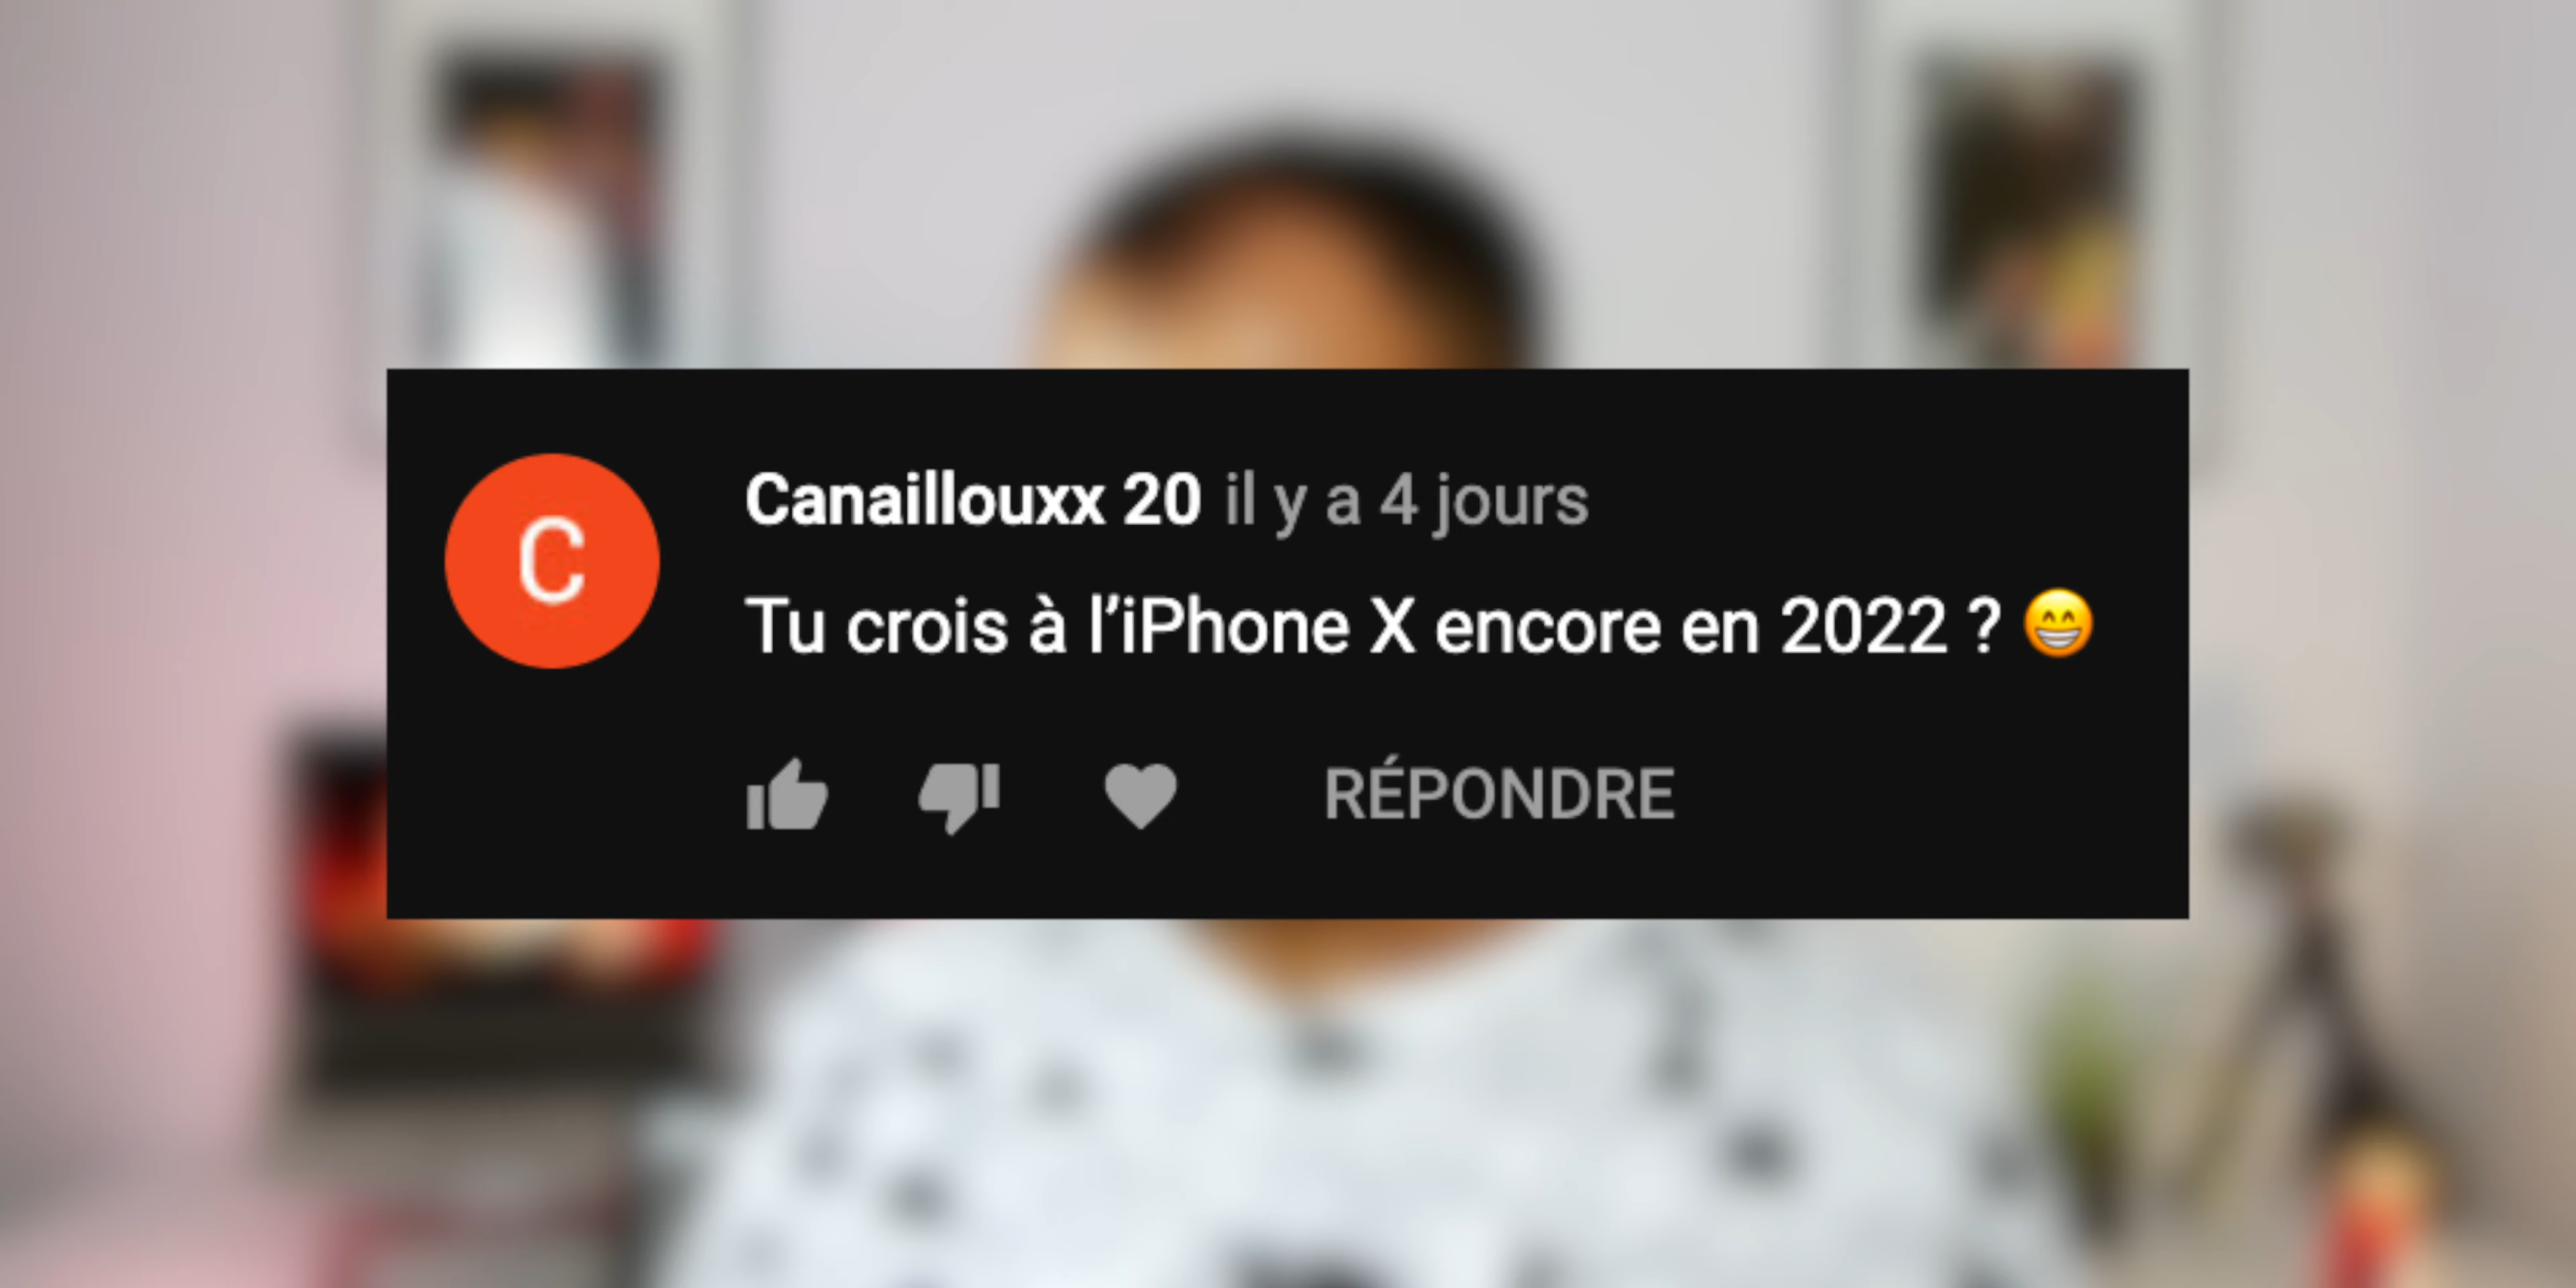 C
Canaillouxx 20 il y a 4 jours
Tu crois à l’iPhone X encore en 2022 ? 😁
RÉPONDRE